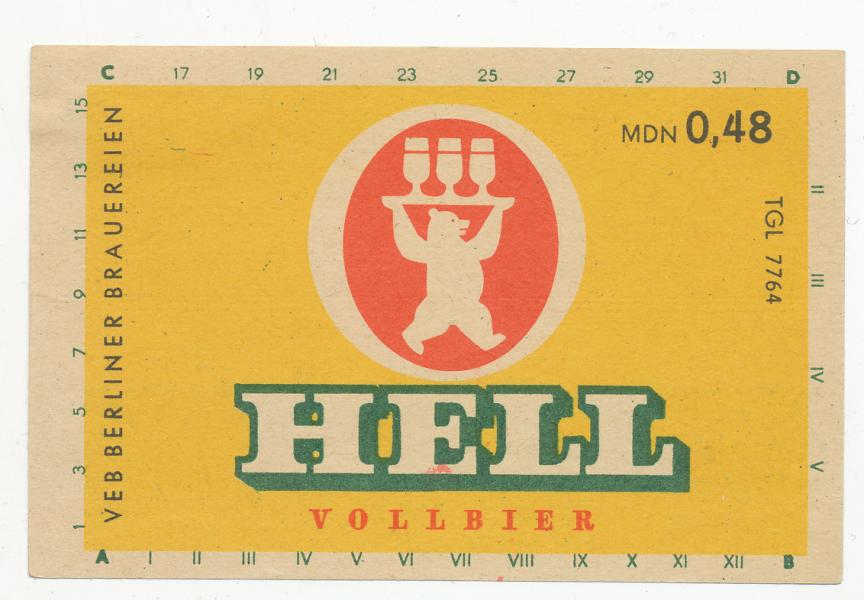 C 17 19 21 23 25 27 29 31 D
MDN 0,48
TGL 7764
VEB BERLINER BRAUEREIEN
15
13
11
9
7
5
3
1
II
III
IV
V
HELL
VOLLBIER
A I II III IV V VI VII VIII IX X XI XII B